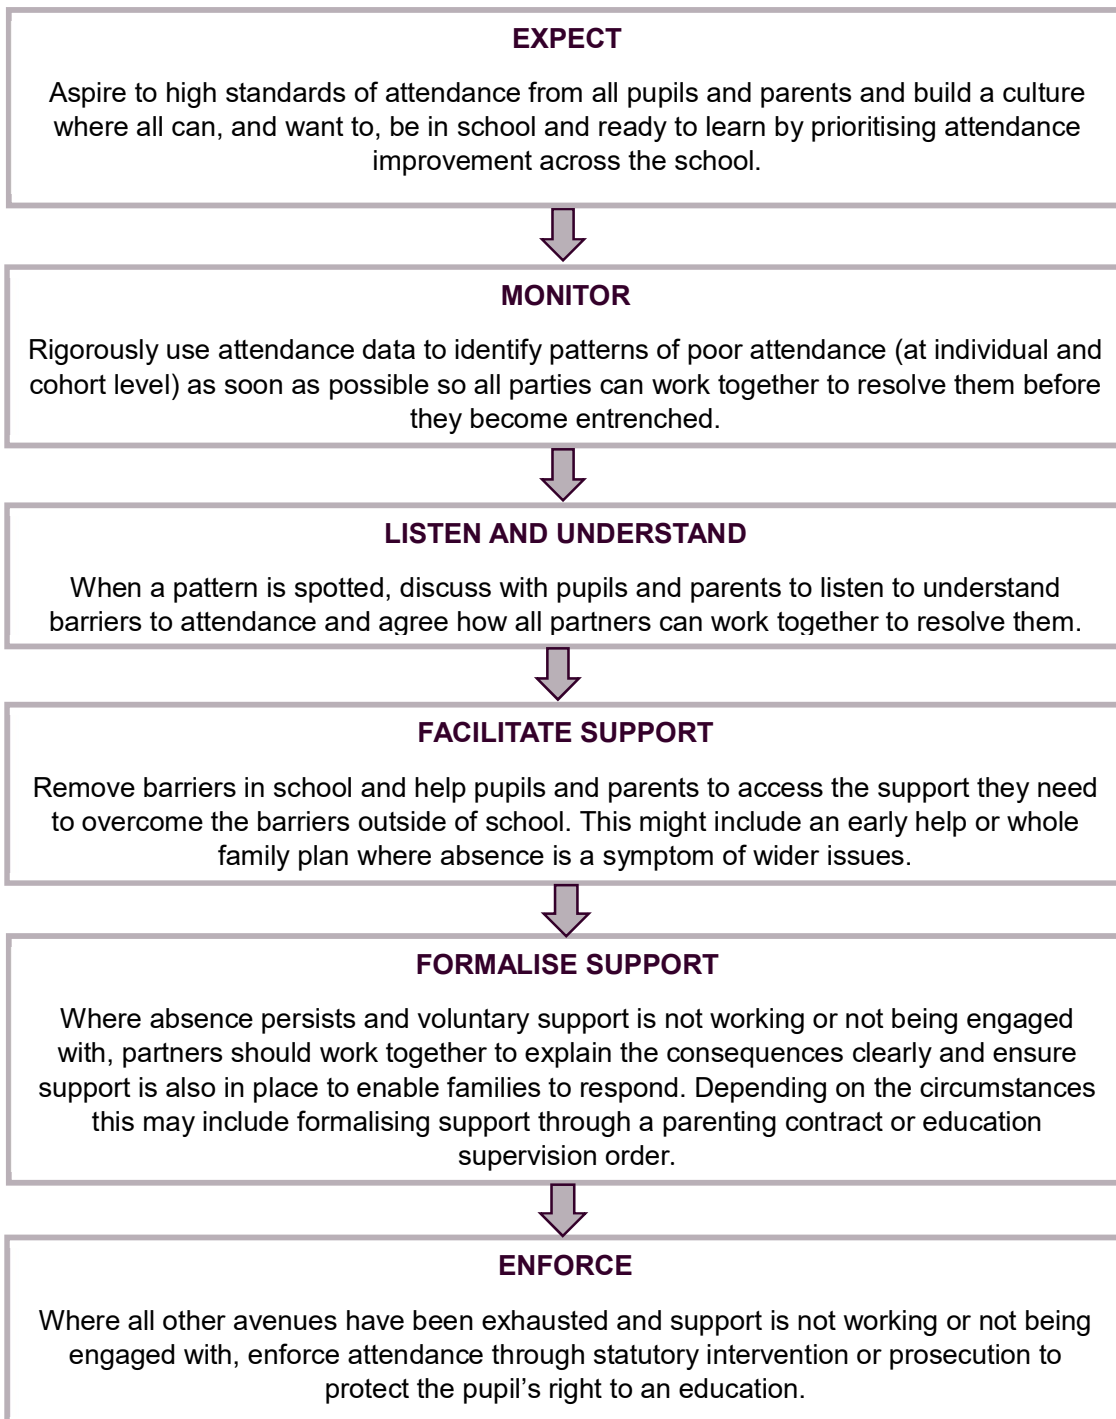 EXPECT
Aspire to high standards of attendance from all pupils and parents and build a culture
where all can, and want to, be in school and ready to learn by prioritising attendance
improvement across the school.
MONITOR
Rigorously use attendance data to identify patterns of poor attendance (at individual and
cohort level) as soon as possible so all parties can work together to resolve them before
they become entrenched.
LISTEN AND UNDERSTAND
When a pattern is spotted, discuss with pupils and parents to listen to understand
barriers to attendance and agree how all partners can work together to resolve them.
FACILITATE SUPPORT
Remove barriers in school and help pupils and parents to access the support they need
to overcome the barriers outside of school. This might include an early help or whole
family plan where absence is a symptom of wider issues.
FORMALISE SUPPORT
Where absence persists and voluntary support is not working or not being engaged
with, partners should work together to explain the consequences clearly and ensure
support is also in place to enable families to respond. Depending on the circumstances
this may include formalising support through a parenting contract or education
supervision order.
ENFORCE
Where all other avenues have been exhausted and support is not working or not being
engaged with, enforce attendance through statutory intervention or prosecution to
protect the pupil’s right to an education.